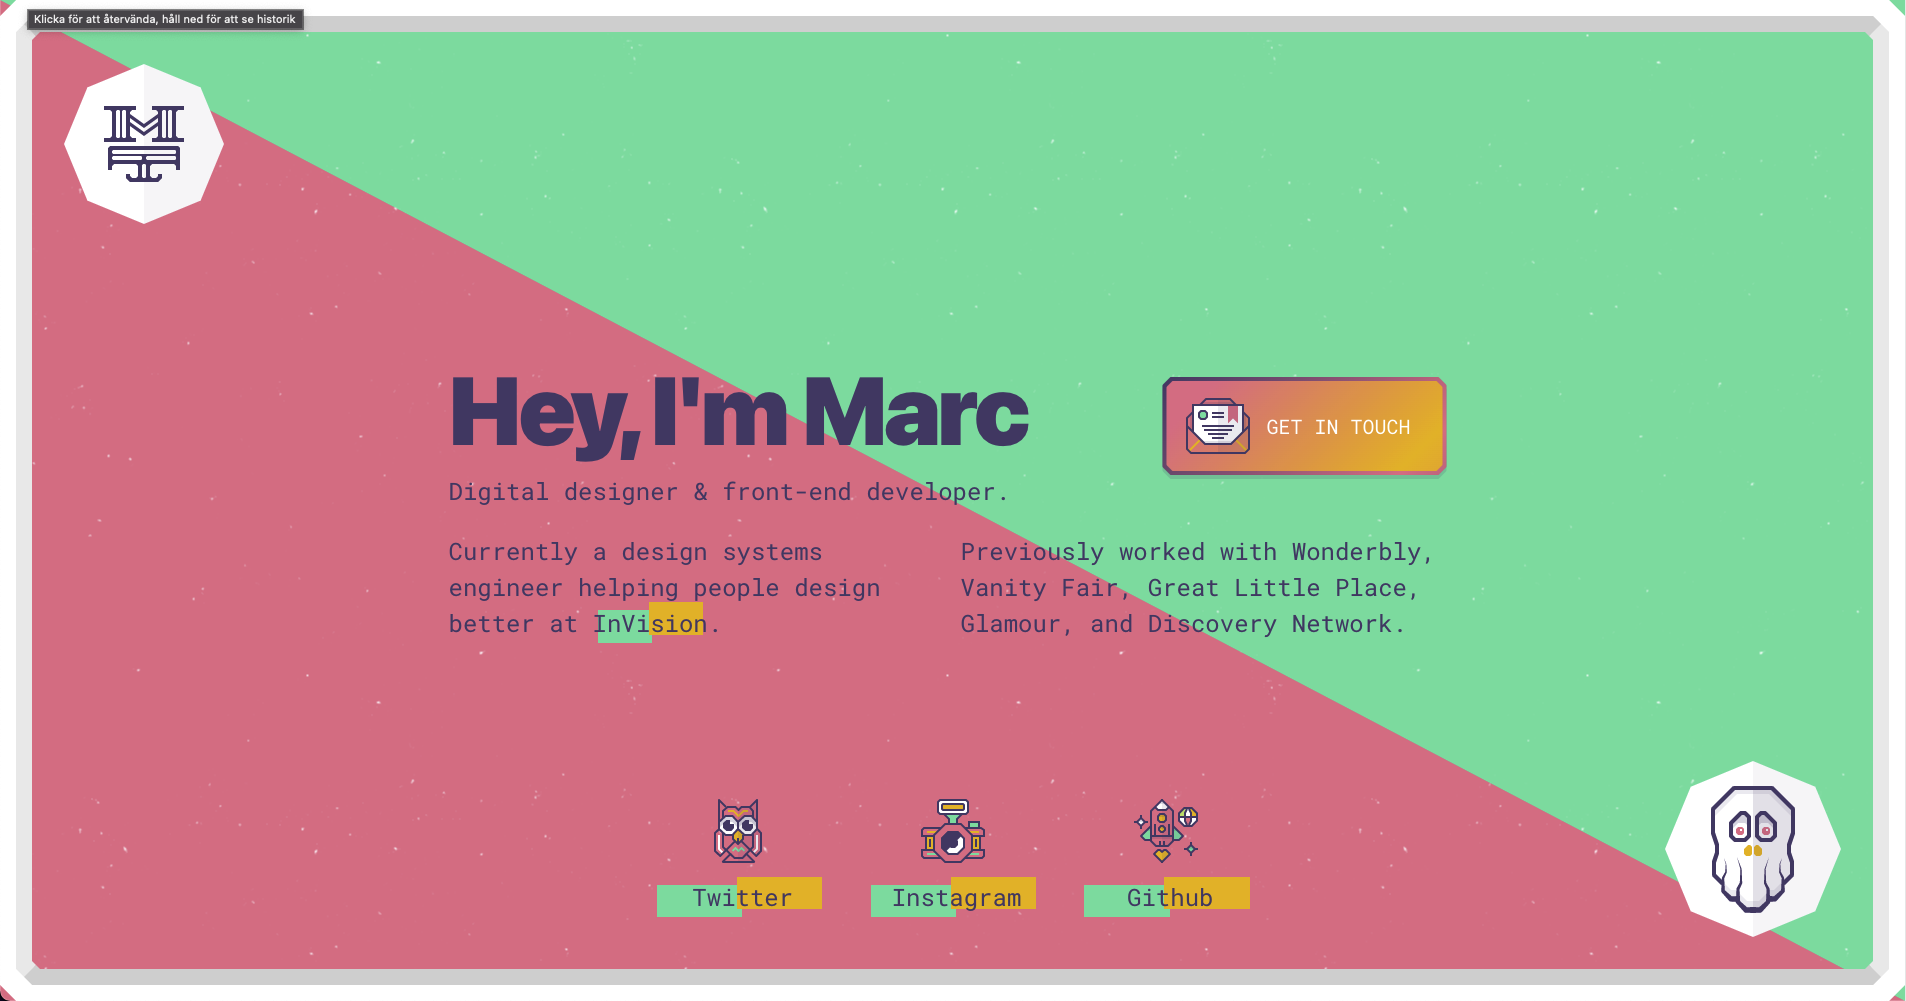 Klicka för att återvända, håll ned för att se historik
Hey, I'm Marc
GET IN TOUCH
Digital designer & front-end developer.
Currently a design systems
engineer helping people design
better at InVision.
Previously worked with Wonderbly,
Vanity Fair, Great Little Place,
Glamour, and Discovery Network.
Twitter
Instagram
Github